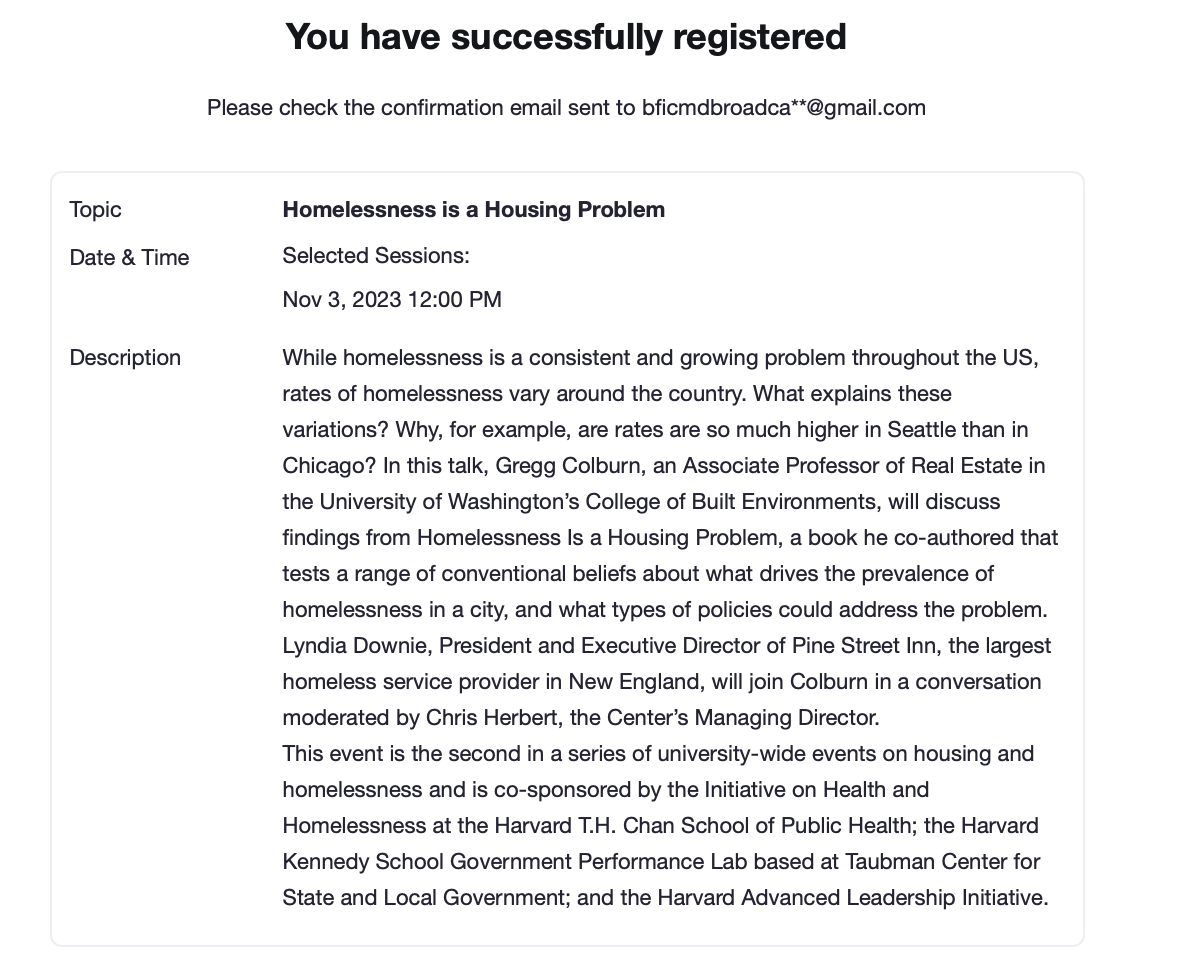 You have successfully registered
Please check the confirmation email sent to bficmdbroadca**@gmail.com
Topic
Homelessness is a Housing Problem
Date & Time
Selected Sessions:
Nov 3, 2023 12:00 PM
Description
While homelessness is a consistent and growing problem throughout the US,
rates of homelessness vary around the country. What explains these
variations? Why, for example, are rates are so much higher in Seattle than in
Chicago? In this talk, Gregg Colburn, an Associate Professor of Real Estate in
the University of Washington’s College of Built Environments, will discuss
findings from Homelessness Is a Housing Problem, a book he co-authored that
tests a range of conventional beliefs about what drives the prevalence of
homelessness in a city, and what types of policies could address the problem.
Lyndia Downie, President and Executive Director of Pine Street Inn, the largest
homeless service provider in New England, will join Colburn in a conversation
moderated by Chris Herbert, the Center’s Managing Director.
This event is the second in a series of university-wide events on housing and
homelessness and is co-sponsored by the Initiative on Health and
Homelessness at the Harvard T.H. Chan School of Public Health; the Harvard
Kennedy School Government Performance Lab based at Taubman Center for
State and Local Government; and the Harvard Advanced Leadership Initiative.